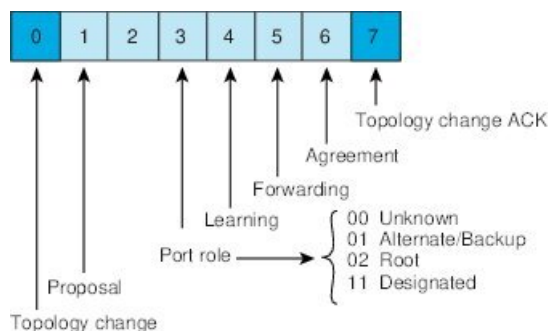 0 1 2 3 4 5 6 7
Topology change ACK
Agreement
Forwarding
Learning
Port role
00 Unknown
01 Alternate/Backup
02 Root
11 Designated
Proposal
Topology change